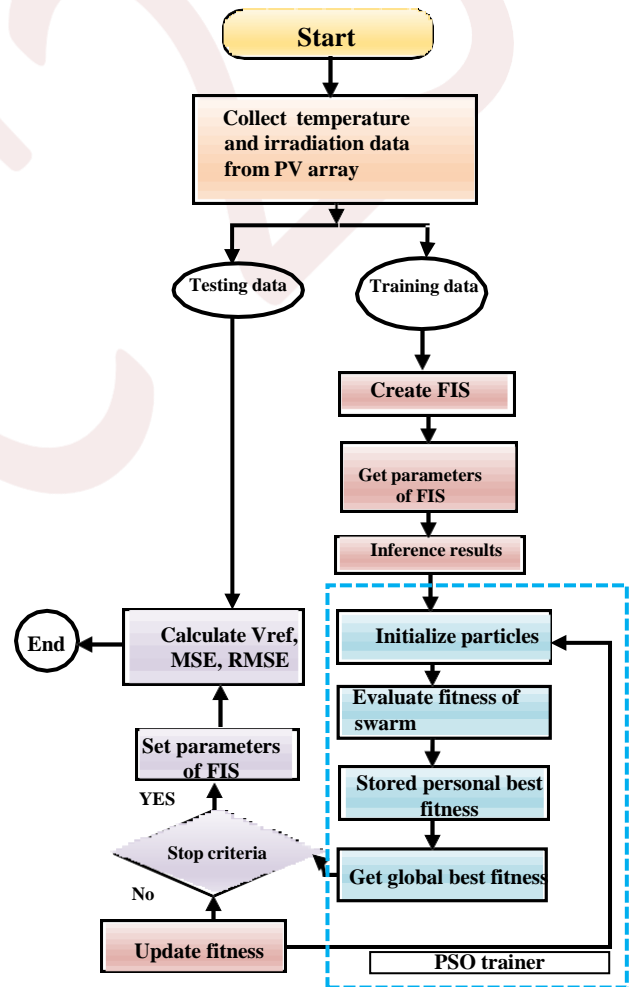 Start
Collect temperature
and irradiation data
from PV array
Testing data
Training data
Create FIS
Get parameters
of FIS
Inference results
Initialize particles
Evaluate fitness of
swarm
Stored personal best
fitness
Get global best fitness
Stop criteria
YES
No
Set parameters
of FIS
Calculate Vref,
MSE, RMSE
End
Update fitness
PSO trainer